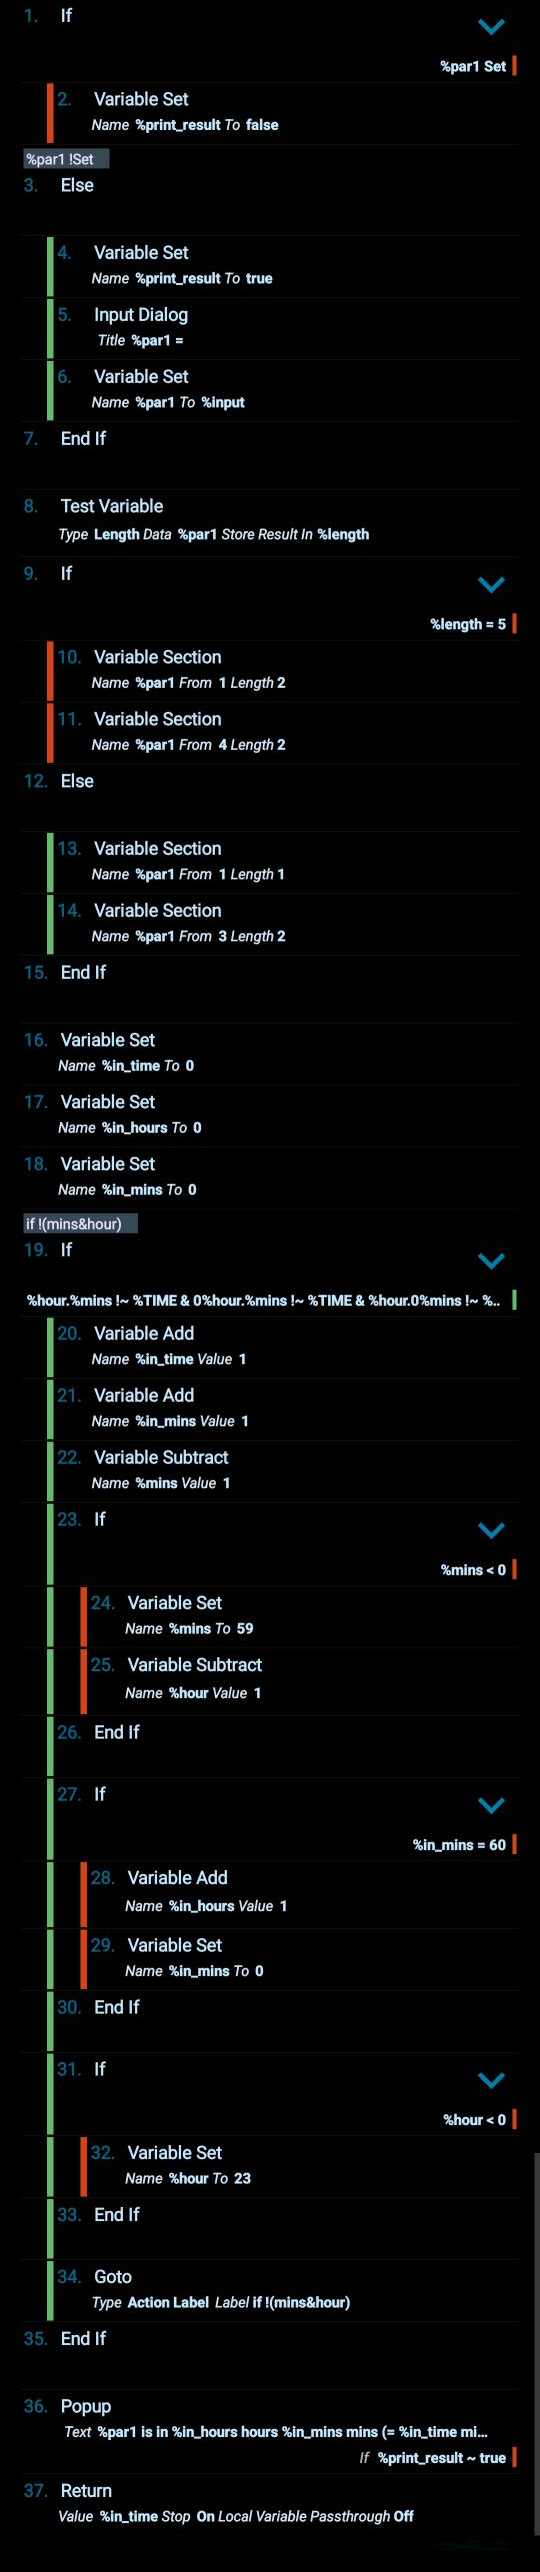 1. If
%par1 Set
2. Variable Set
Name %print_result To false
%par1 !Set
3. Else
4. Variable Set
Name %print_result To true
5. Input Dialog
Title %par1 =
6. Variable Set
Name %par1 To %input
7. End If
8. Test Variable
Type Length Data %par1 Store Result In %length
9. If
%length = 5
10. Variable Section
Name %par1 From 1 Length 2
11. Variable Section
Name %par1 From 4 Length 2
12. Else
13. Variable Section
Name %par1 From 1 Length 1
14. Variable Section
Name %par1 From 3 Length 2
15. End If
16. Variable Set
Name %in_time To 0
17. Variable Set
Name %in_hours To 0
18. Variable Set
Name %in_mins To 0
if !(mins&hour)
19. If
%hour.%mins !~ %TIME & 0%hour.%mins !~ %TIME & %hour.0%mins !~ %..
20. Variable Add
Name %in_time Value 1
21. Variable Add
Name %in_mins Value 1
22. Variable Subtract
Name %mins Value 1
23. If
%mins < 0
24. Variable Set
Name %mins To 59
25. Variable Subtract
Name %hour Value 1
26. End If
27. If
%in_mins = 60
28. Variable Add
Name %in_hours Value 1
29. Variable Set
Name %in_mins To 0
30. End If
31. If
%hour < 0
32. Variable Set
Name %hour To 23
33. End If
34. Goto
Type Action Label Label if !(mins&hour)
35. End If
36. Popup
Text %par1 is in %in_hours hours %in_mins mins (= %in_time mi...
If %print_result ~ true
37. Return
Value %in_time Stop On Local Variable Passthrough Off